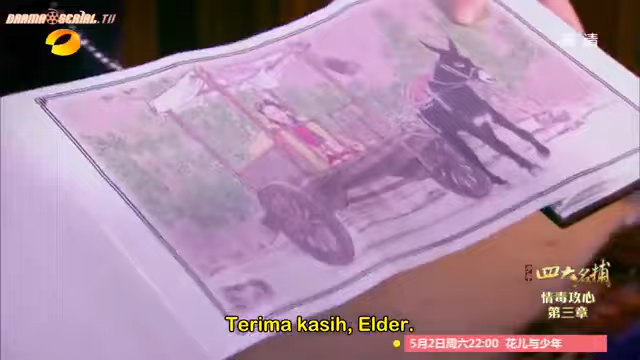 DRAMA SERIAL.TV
高清
四大名捕
情毒攻心
第三章
Terima kasih, Elder.
5月2日周六22:00 花儿与少年